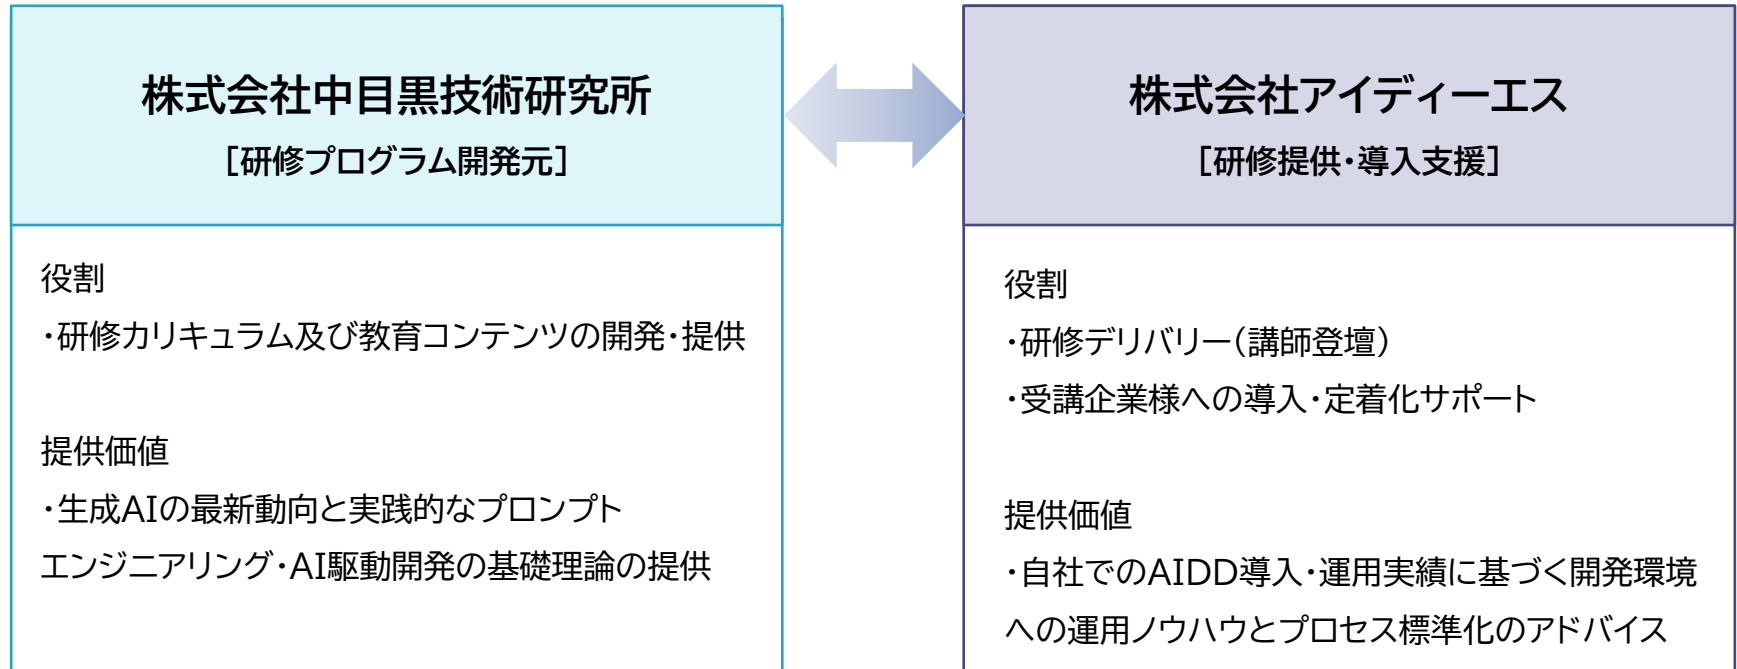 株式会社中目黒技術研究所
[研修プログラム開発元]
役割
・研修カリキュラム及び教育コンテンツの開発・提供
提供価値
・生成AIの最新動向と実践的なプロンプト
エンジニアリング・AI駆動開発の基礎理論の提供
株式会社アイディーエス
[研修提供・導入支援]
役割
・研修デリバリー(講師登壇)
・受講企業様への導入・定着化サポート
提供価値
・自社でのAIDD導入・運用実績に基づく開発環境
への運用ノウハウとプロセス標準化のアドバイス